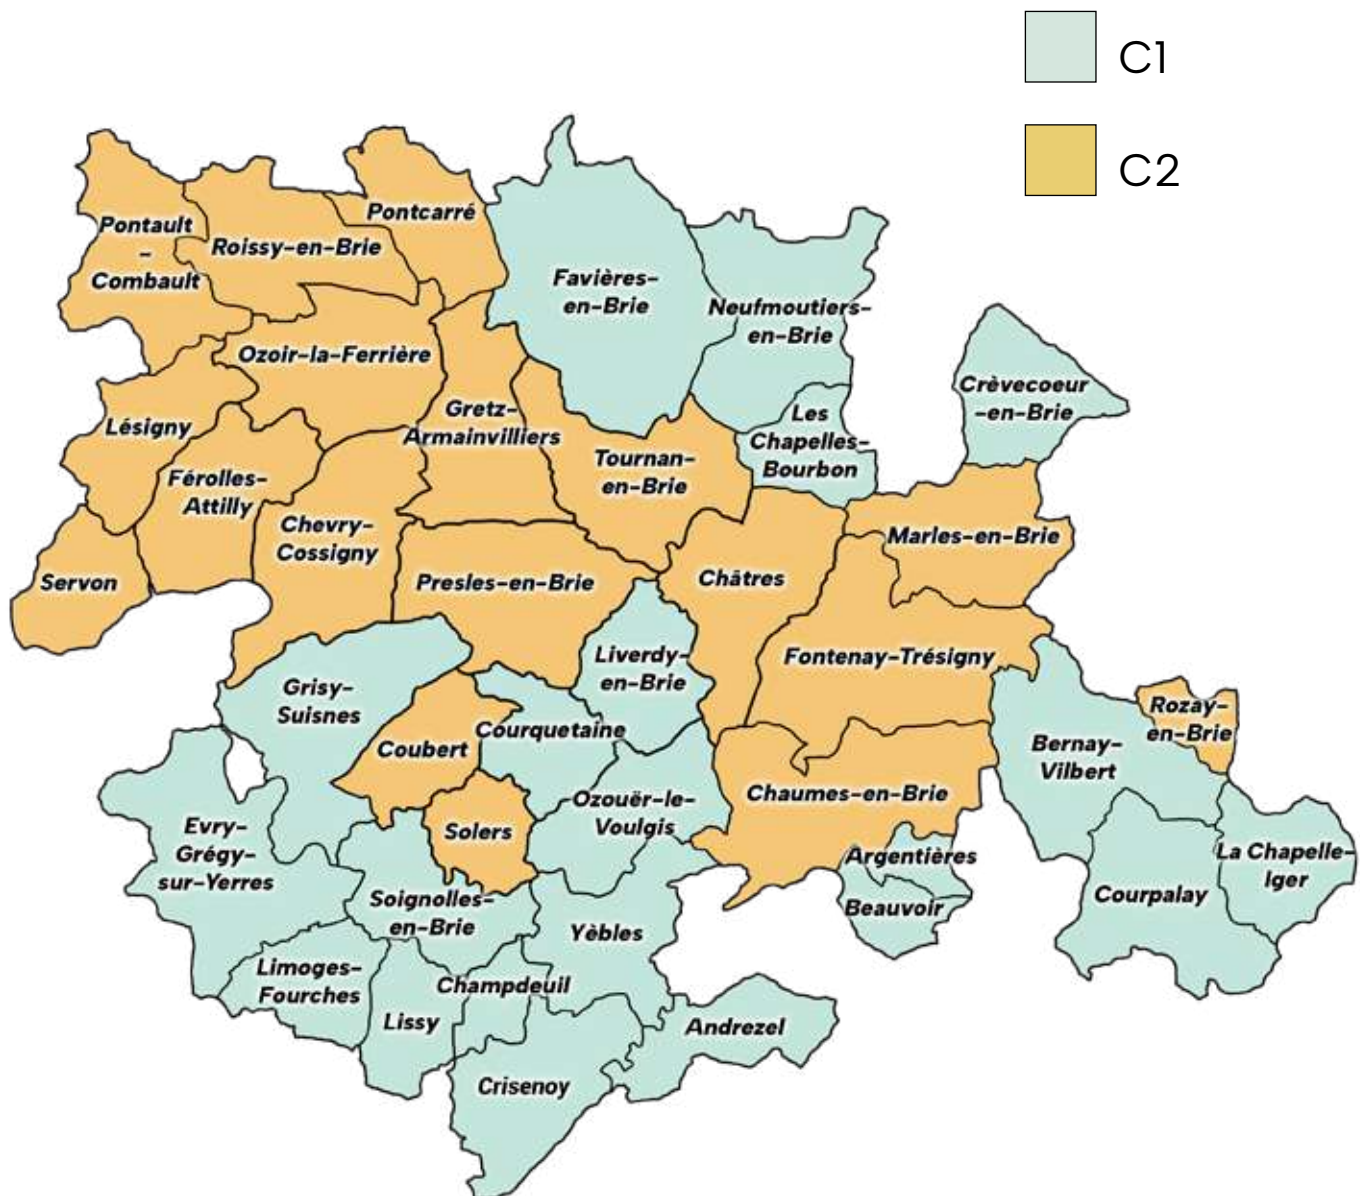 C1
C2
Pontault
-
Combault
Roissy-en-Brie
Pontcarré
Favières-
en-Brie
Neufmoutiers-
en-Brie
Crèvecoeur
-en-Brie
Ozoir-la-Ferrière
Lésigny
Gretz-
Armainvilliers
Les
Chapelles-
Bourbon
Férolles-
Attilly
Tournan-
en-Brie
Chevry-
Cossigny
Marles-en-Brie
Servon
Presles-en-Brie
Châtres
Liverdy-
en-Brie
Fontenay-Trésigny
Grisy-
Suisnes
Courquetaine
Coubert
Rozay-
en-Brie
Bernay-
Vilbert
Ozouër-le-
Voulgis
Chaumes-en-Brie
Evry-
Grégy-
sur-Yerres
Solers
Argentières
La Chapelle-
Iger
Courpalay
Beauvoir
Soignolles-
en-Brie
Yèbles
Limoges-
Fourches
Champdeuil
Lissy
Andrezel
Crisenoy